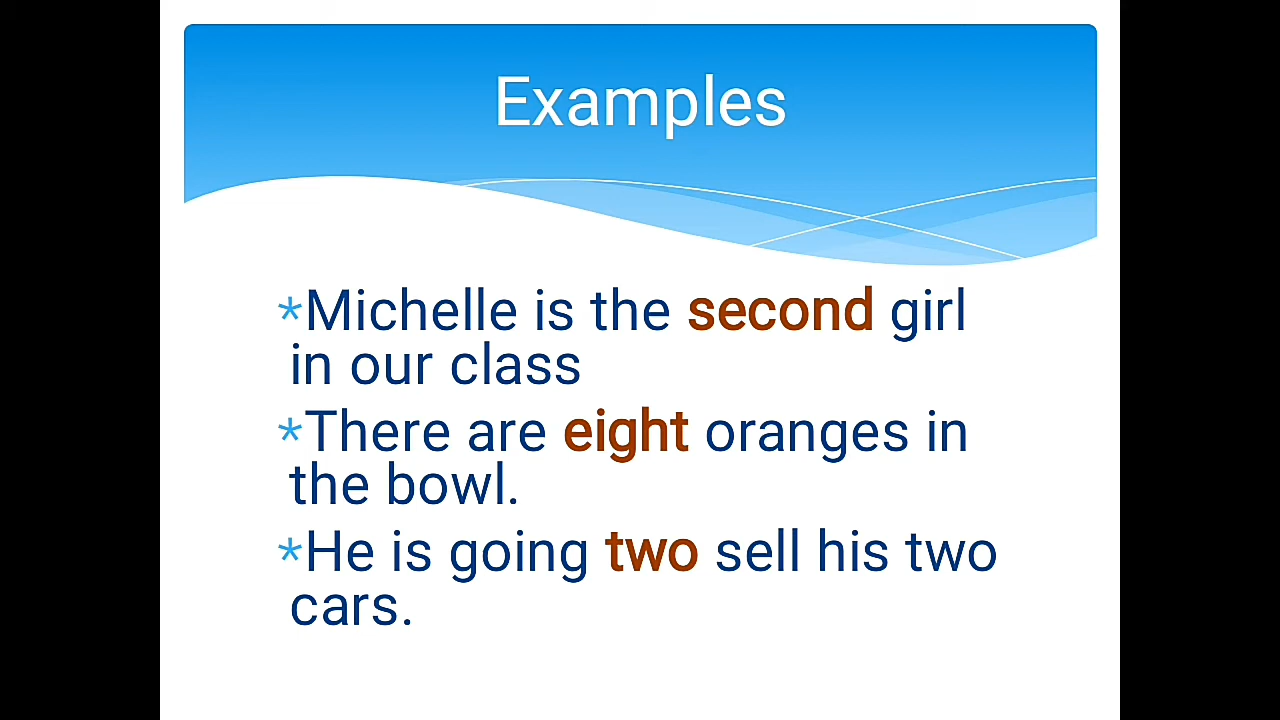 Examples
*Michelle is the second girl
in our class
*There are eight oranges in
the bowl.
*He is going two sell his two
cars.